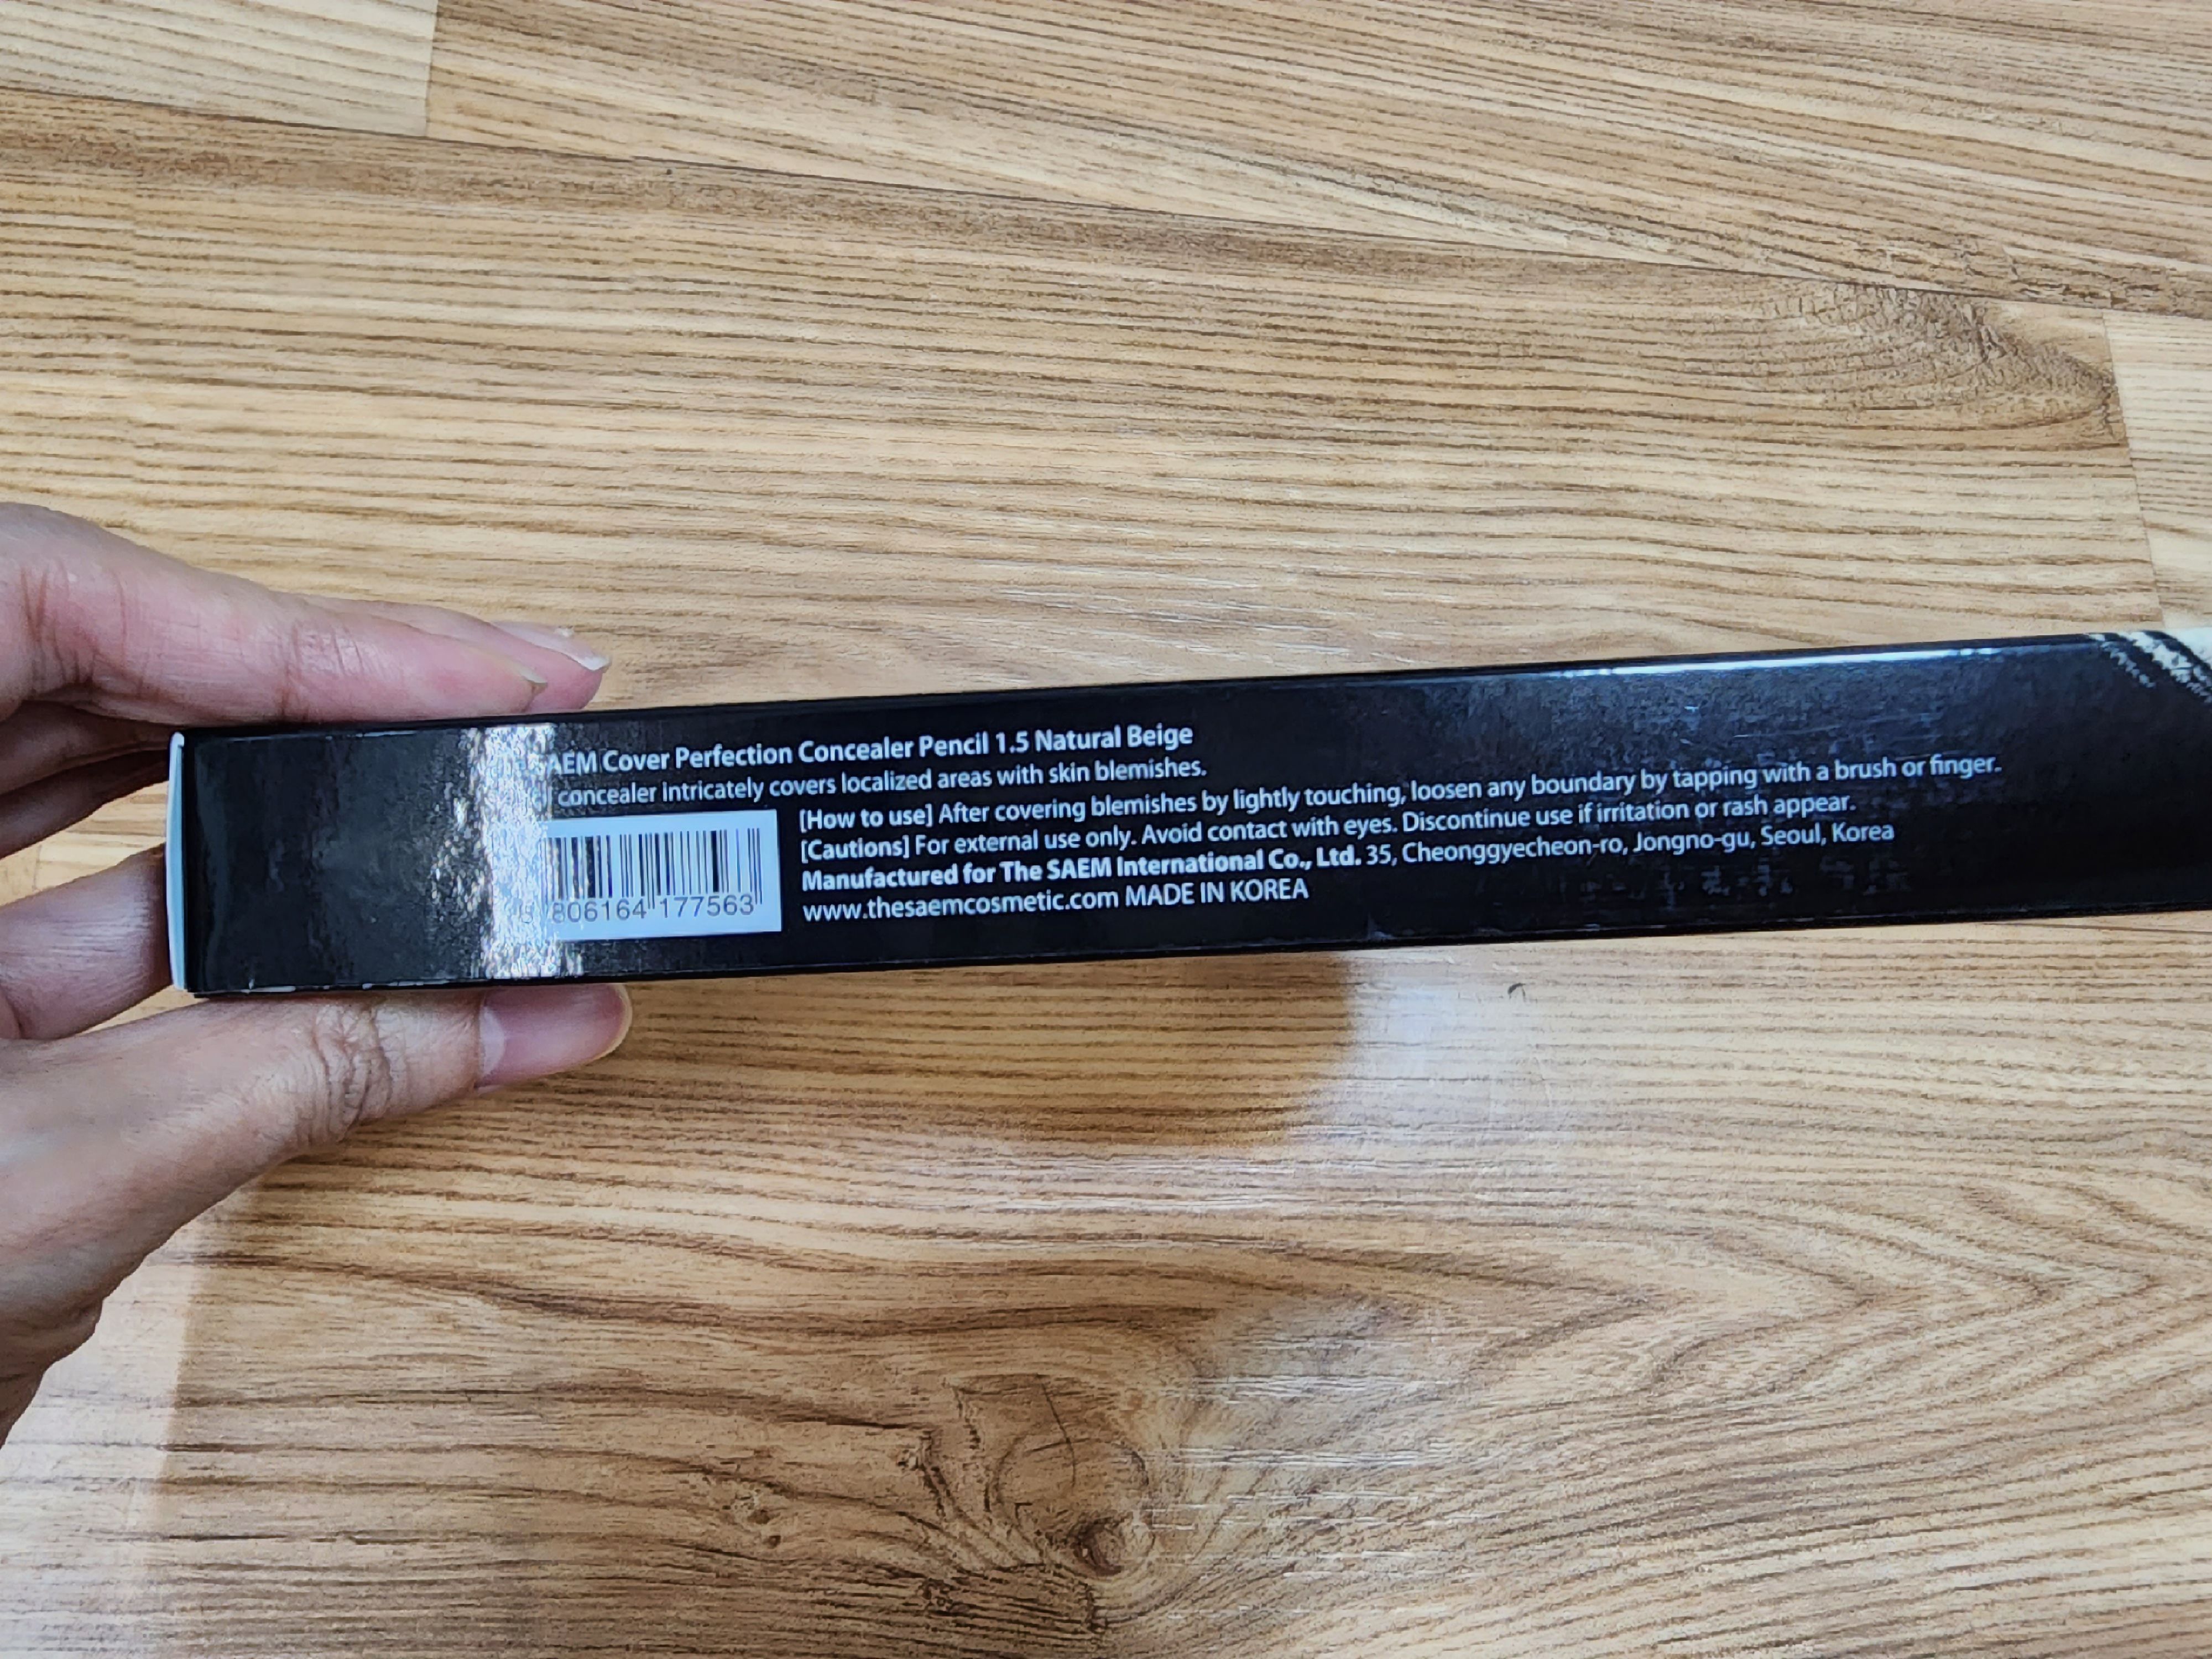 SAEM Cover Perfection Concealer Pencil 1.5 Natural Beige
concealer intricately covers localized areas with skin blemishes.
[How to use] After covering blemishes by lightly touching, loosen any boundary by tapping with a brush or finger.
[Cautions] For external use only. Avoid contact with eyes. Discontinue use if irritation or rash appear.
Manufactured for The SAEM International Co., Ltd. 35, Cheonggyecheon-ro, Jongno-gu, Seoul, Korea
www.thesaemcosmetic.com MADE IN KOREA
8 806164 177563